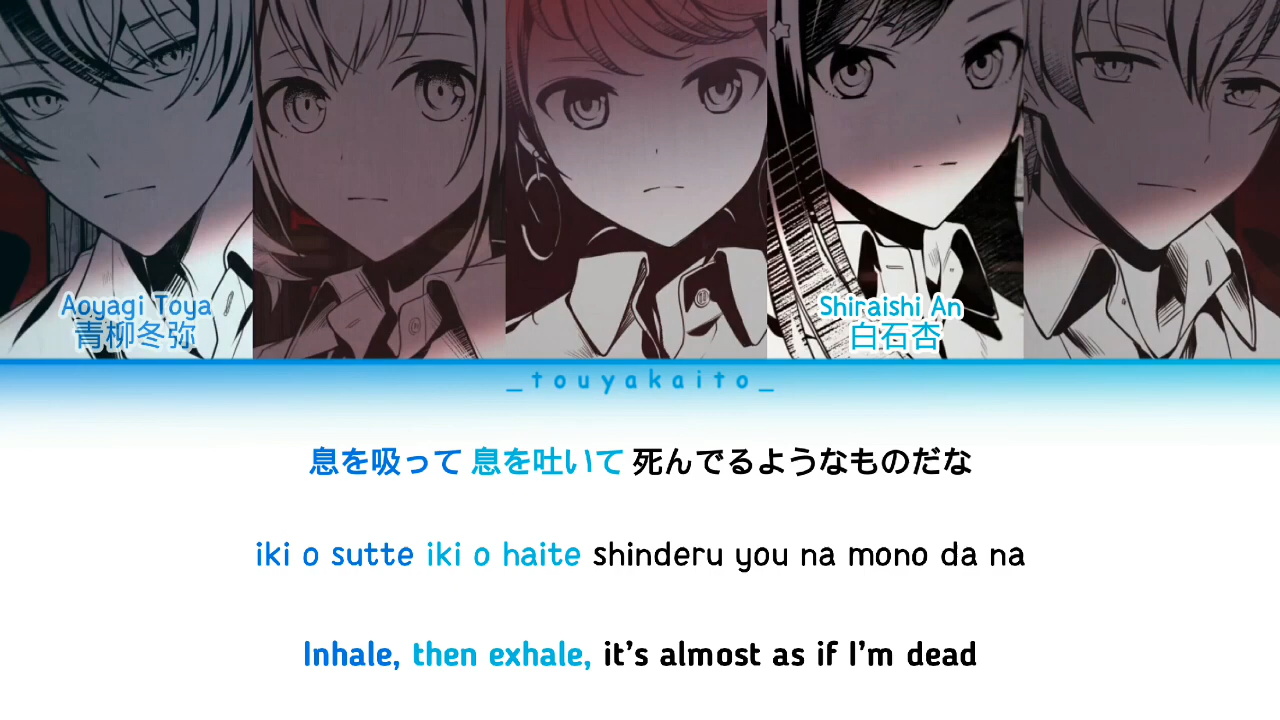 Aoyagi Toya
青柳冬弥
Shiraishi An
白石杏
_touyakaito_
息を吸って 息を吐いて 死んでるようなものだな
iki o sutte iki o haite shinderu you na mono da na
Inhale, then exhale, it's almost as if I'm dead